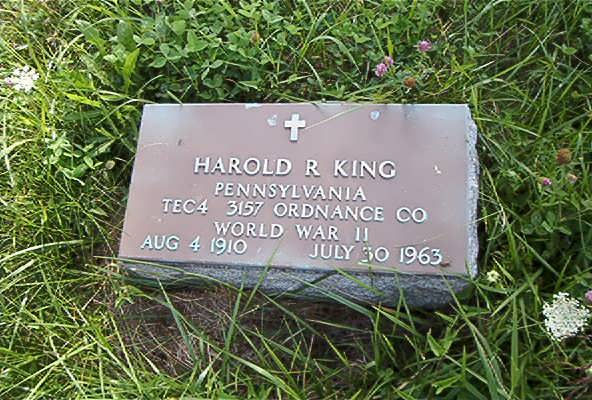 HAROLD R KING
PENNSYLVANIA
TEC4 3157 ORDNANCE CO
WORLD WAR II
AUG 4 1910 JULY 30 1963